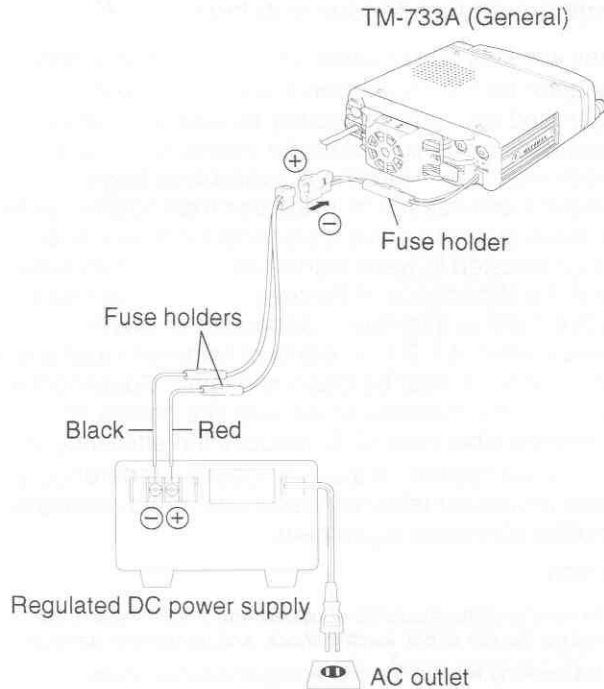 TM-733A (General)
⊕
⊖
Fuse holder
Fuse holders
Black
Red
⊖ ⊕
Regulated DC power supply
AC outlet